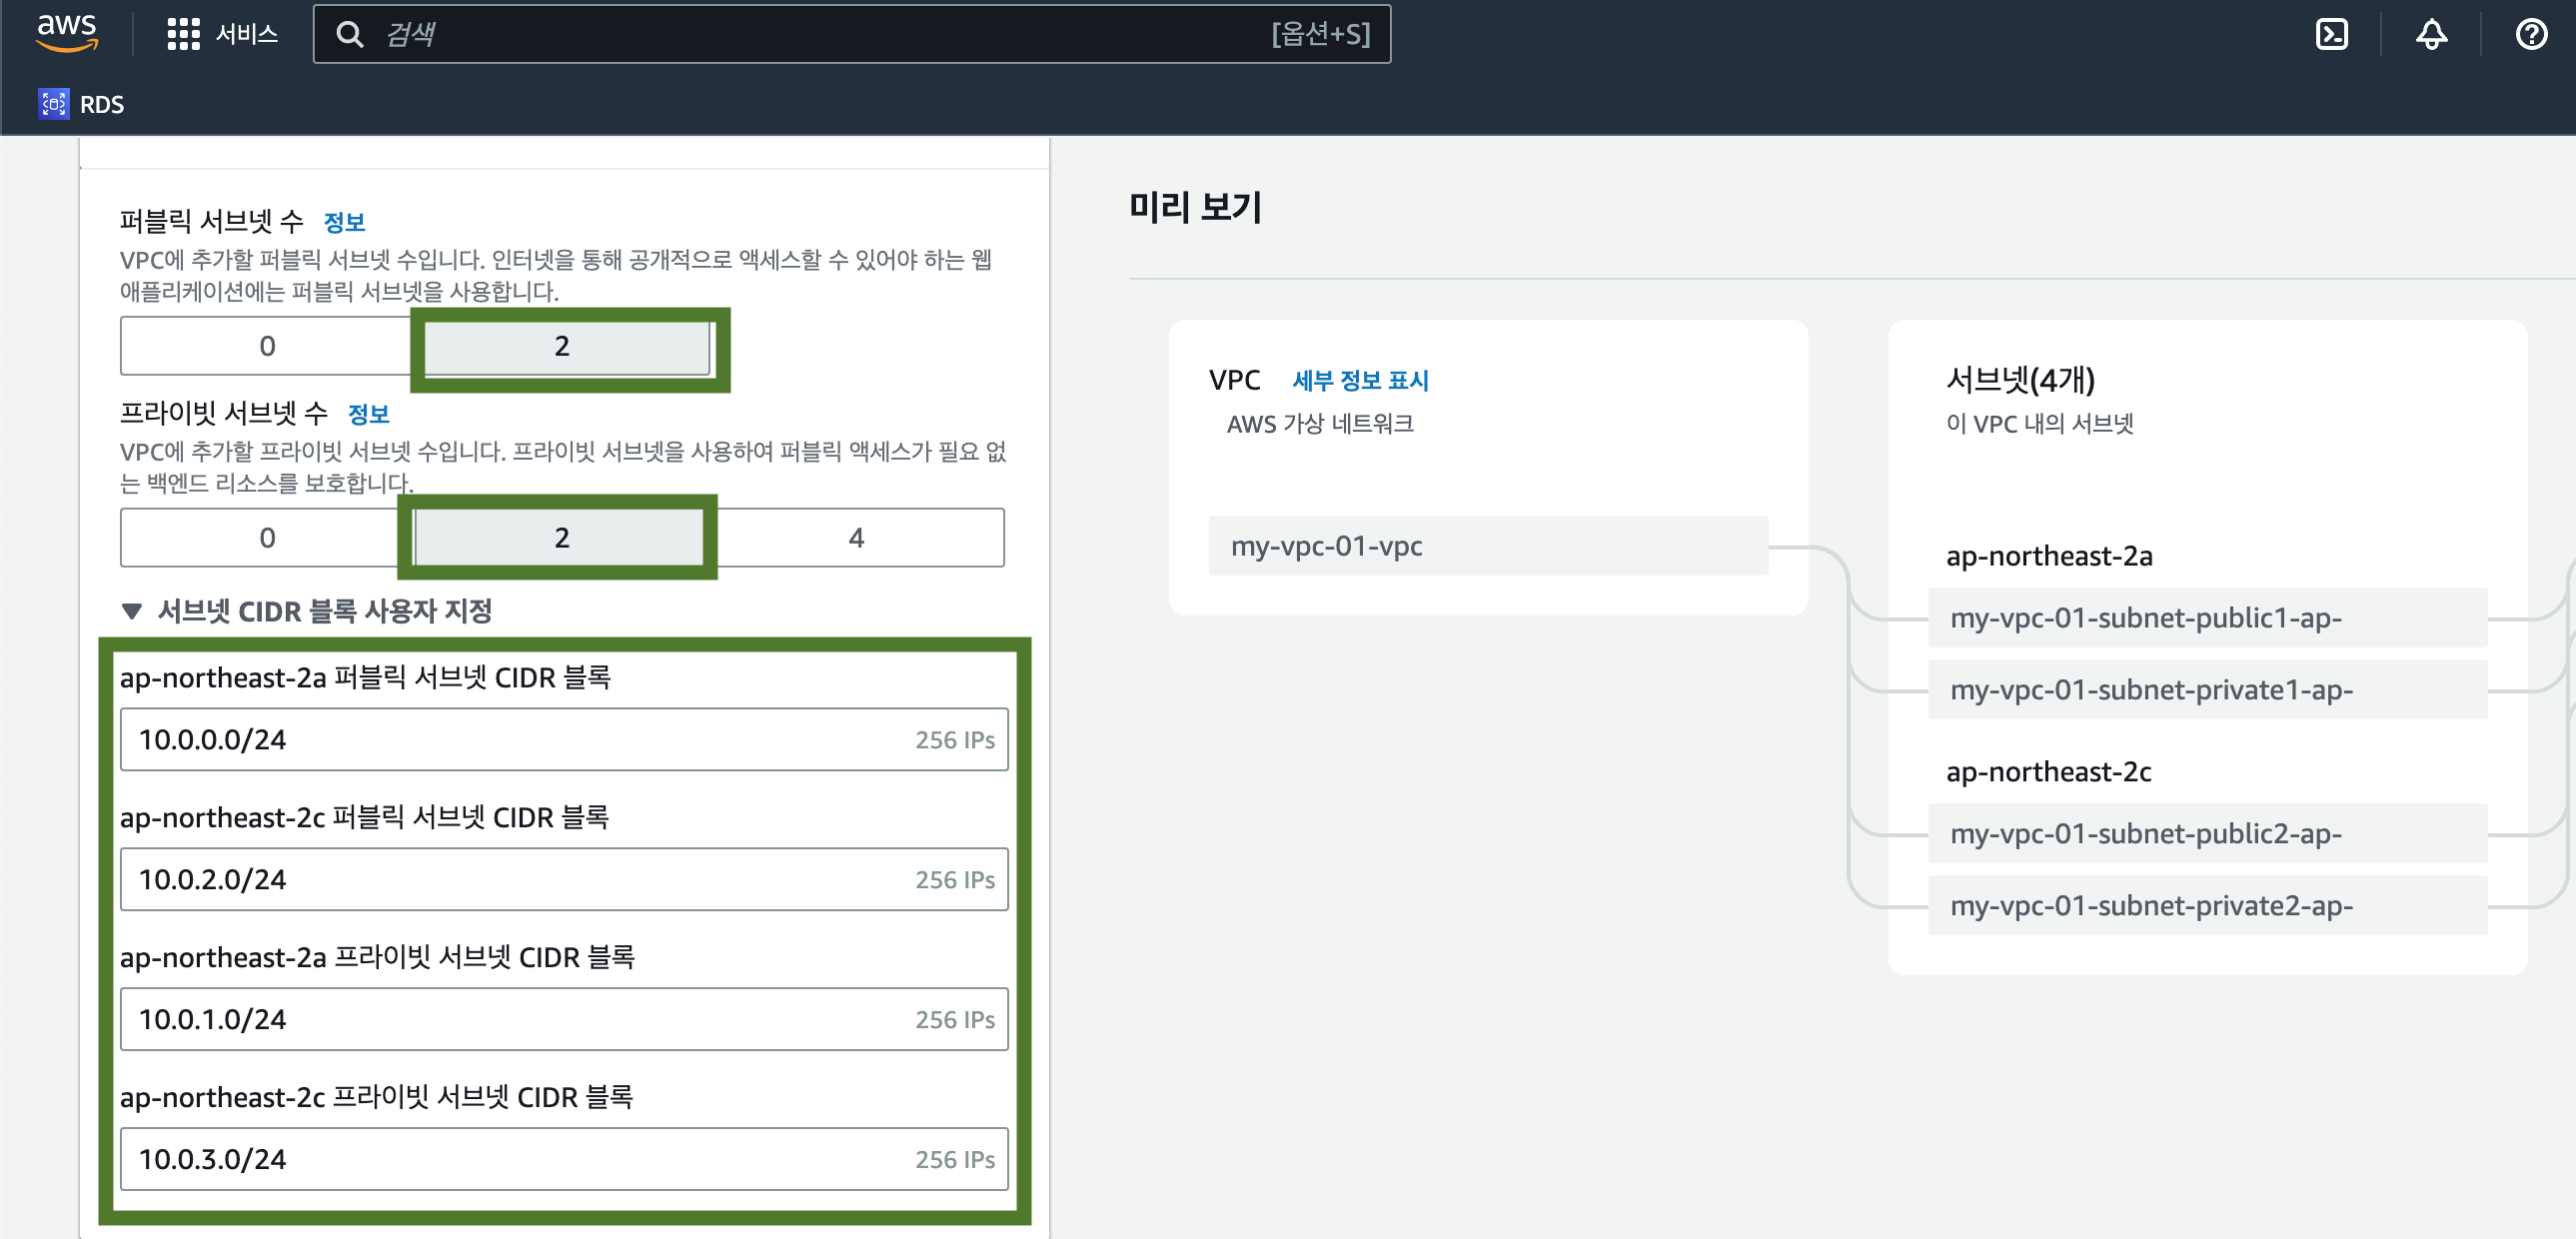 aws
서비스
검색
[옵션+S]
RDS
퍼블릭 서브넷 수 정보
VPC에 추가할 퍼블릭 서브넷 수입니다. 인터넷을 통해 공개적으로 액세스할 수 있어야 하는 웹
애플리케이션에는 퍼블릭 서브넷을 사용합니다.
0 2
프라이빗 서브넷 수 정보
VPC에 추가할 프라이빗 서브넷 수입니다. 프라이빗 서브넷을 사용하여 퍼블릭 액세스가 필요 없
는 백엔드 리소스를 보호합니다.
0 2 4
▼ 서브넷 CIDR 블록 사용자 지정
ap-northeast-2a 퍼블릭 서브넷 CIDR 블록
10.0.0.0/24 256 IPs
ap-northeast-2c 퍼블릭 서브넷 CIDR 블록
10.0.2.0/24 256 IPs
ap-northeast-2a 프라이빗 서브넷 CIDR 블록
10.0.1.0/24 256 IPs
ap-northeast-2c 프라이빗 서브넷 CIDR 블록
10.0.3.0/24 256 IPs
미리 보기
VPC 세부 정보 표시
AWS 가상 네트워크
my-vpc-01-vpc
서브넷(4개)
이 VPC 내의 서브넷
ap-northeast-2a
my-vpc-01-subnet-public1-ap-
my-vpc-01-subnet-private1-ap-
ap-northeast-2c
my-vpc-01-subnet-public2-ap-
my-vpc-01-subnet-private2-ap-